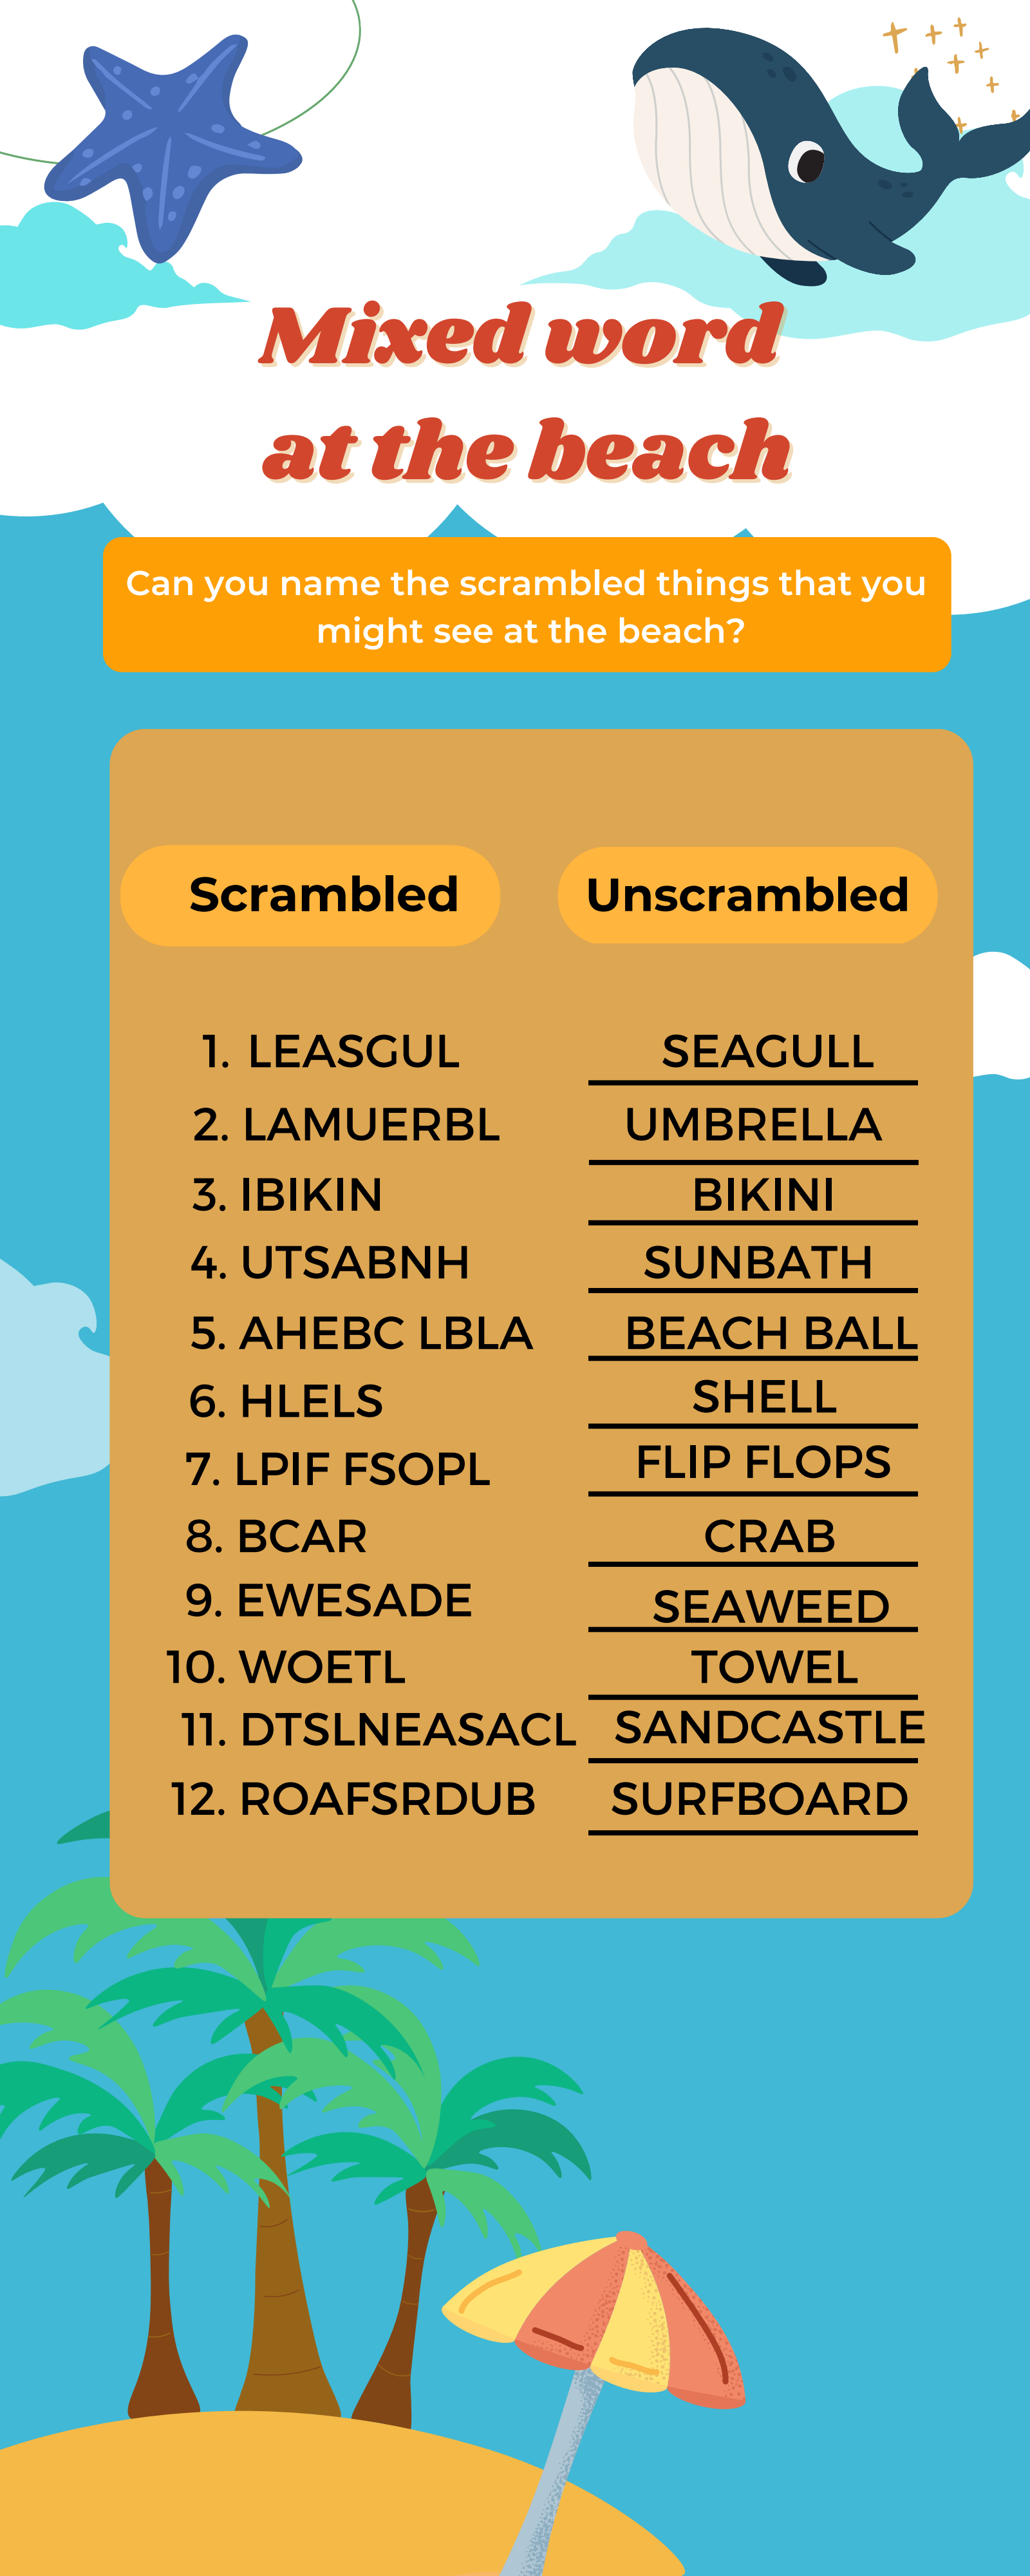 Mixed word
at the beach
Can you name the scrambled things that you
might see at the beach?
Scrambled Unscrambled
1. LEASGUL SEAGULL
2. LAMUERBL UMBRELLA
3. IBIKIN BIKINI
4. UTSABNH SUNBATH
5. AHEBC LBLA BEACH BALL
6. HLELS SHELL
7. LPIF FSOPL FLIP FLOPS
8. BCAR CRAB
9. EWESADE SEAWEED
10. WOETL TOWEL
11. DTSLNEASACL SANDCASTLE
12. ROAFSRDUB SURFBOARD